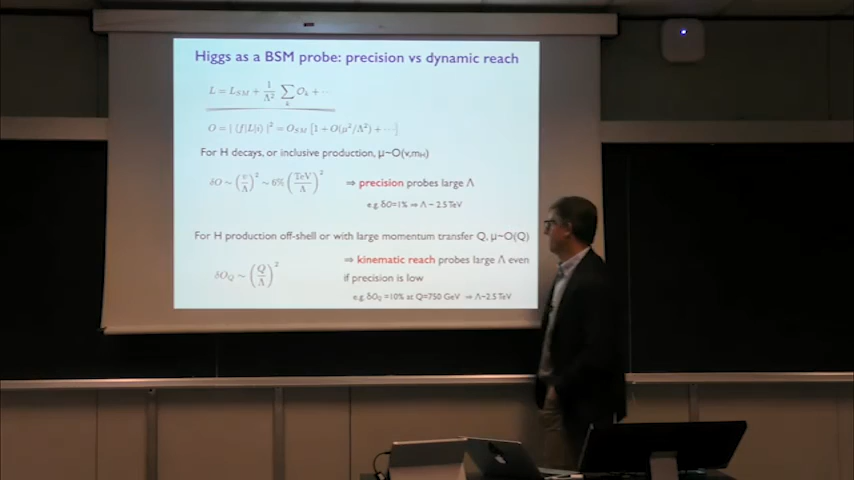 Higgs as a BSM probe: precision vs dynamic reach
L = L_SM + 1/Λ² ∑_k O_k + ···
O = | ⟨f|L|i⟩ |² = O_SM [1 + O(μ²/Λ²) + ···]
For H decays, or inclusive production, μ~O(v,mH)
δO ~ (v/Λ)² ~ 6% (TeV/Λ)² ⇒ precision probes large Λ
e.g. δO=1% ⇒ Λ ~ 2.5 TeV
For H production off-shell or with large momentum transfer Q, μ~O(Q)
⇒ kinematic reach probes large Λ even
δO_Q ~ (Q/Λ)² if precision is low
e.g. δO_Q =10% at Q=750 GeV ⇒ Λ~2.5 TeV